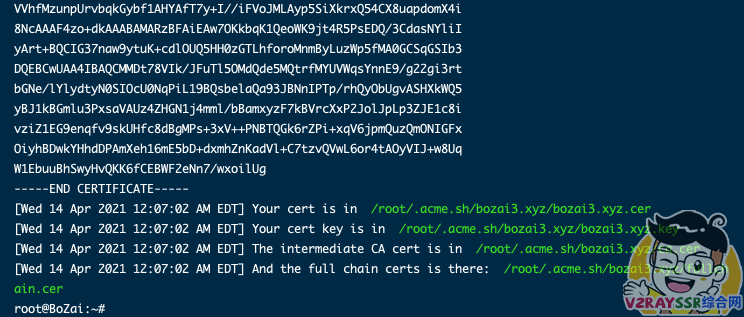 VVhfMzunpUrvbqkGybf1AHYAfT7y+I//iFVoJMLAyp5SiXkrxQ54CX8uapdomX4i
8NcAAAF4zo+dkAAABAMARzBFAiEAw7OKkbqK1QeoWK9jt4R5PsEDQ/3CdasNYliI
yArt+BQCIG37naw9ytuK+cdlOUQ5HH0zGTLhforoMnmByLuzWp5fMA0GCSqGSIb3
DQEBCwUAA4IBAQCMMDt78VIk/JFuTl5OMdQde5MQtrfMYUVWqsYnnE9/g22gi3rt
bGNe/lYlydtyN0SIOcU0NqPiL19BQsbelaQa93JBNnIPTp/rhQyObUgvASHXkWQ5
yBJ1kBGmlu3PxsaVAUz4ZHGN1j4mml/bBamxyzF7kBVrcXxP2JolJpLp3ZJE1c8i
vziZ1EG9enqfv9skUHfc8dBgMPs+3xV++PNBTQGk6rZPi+xqV6jpmQuzQmONIGFx
OiyhBDwkYHhdDPAmXeh16mE5bD+dxmhZnKadVl+C7tzvQVwL6or4tAOyVIJ+w8Uq
W1EbuuBhSwyHvQKK6fCEBWF2eNn7/wxoilUg
-----END CERTIFICATE-----
[Wed 14 Apr 2021 12:07:02 AM EDT] Your cert is in /root/.acme.sh/bozai3.xyz/bozai3.xyz.cer
[Wed 14 Apr 2021 12:07:02 AM EDT] Your cert key is in /root/.acme.sh/bozai3.xyz/bozai3.xyz.key
[Wed 14 Apr 2021 12:07:02 AM EDT] The intermediate CA cert is in /root/.acme.sh/bozai3.xyz/ca.cer
[Wed 14 Apr 2021 12:07:02 AM EDT] And the full chain certs is there: /root/.acme.sh/bozai3.xyz/fullch
ain.cer
root@BoZai:~#
V2RAYSSR综合网